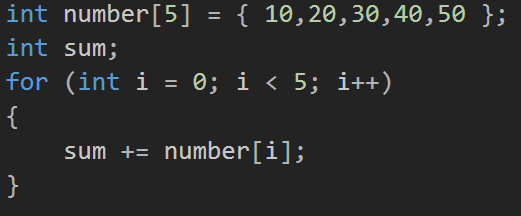 int number[5] = { 10,20,30,40,50 };
int sum;
for (int i = 0; i < 5; i++)
{
    sum += number[i];
}